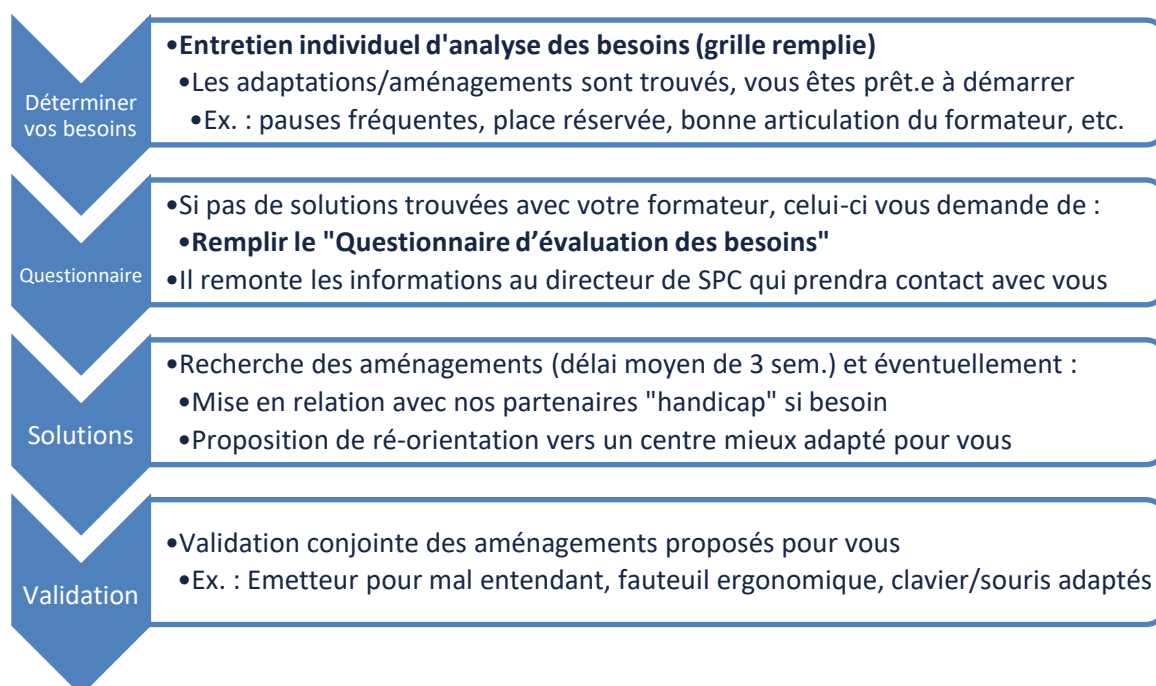 Déterminer
vos besoins
•Entretien individuel d'analyse des besoins (grille remplie)
•Les adaptations/aménagements sont trouvés, vous êtes prêt.e à démarrer
•Ex. : pauses fréquentes, place réservée, bonne articulation du formateur, etc.
Questionnaire
•Si pas de solutions trouvées avec votre formateur, celui-ci vous demande de :
•Remplir le "Questionnaire d’évaluation des besoins"
•Il remonte les informations au directeur de SPC qui prendra contact avec vous
Solutions
•Recherche des aménagements (délai moyen de 3 sem.) et éventuellement :
•Mise en relation avec nos partenaires "handicap" si besoin
•Proposition de ré-orientation vers un centre mieux adapté pour vous
Validation
•Validation conjointe des aménagements proposés pour vous
•Ex. : Emetteur pour mal entendant, fauteuil ergonomique, clavier/souris adaptés